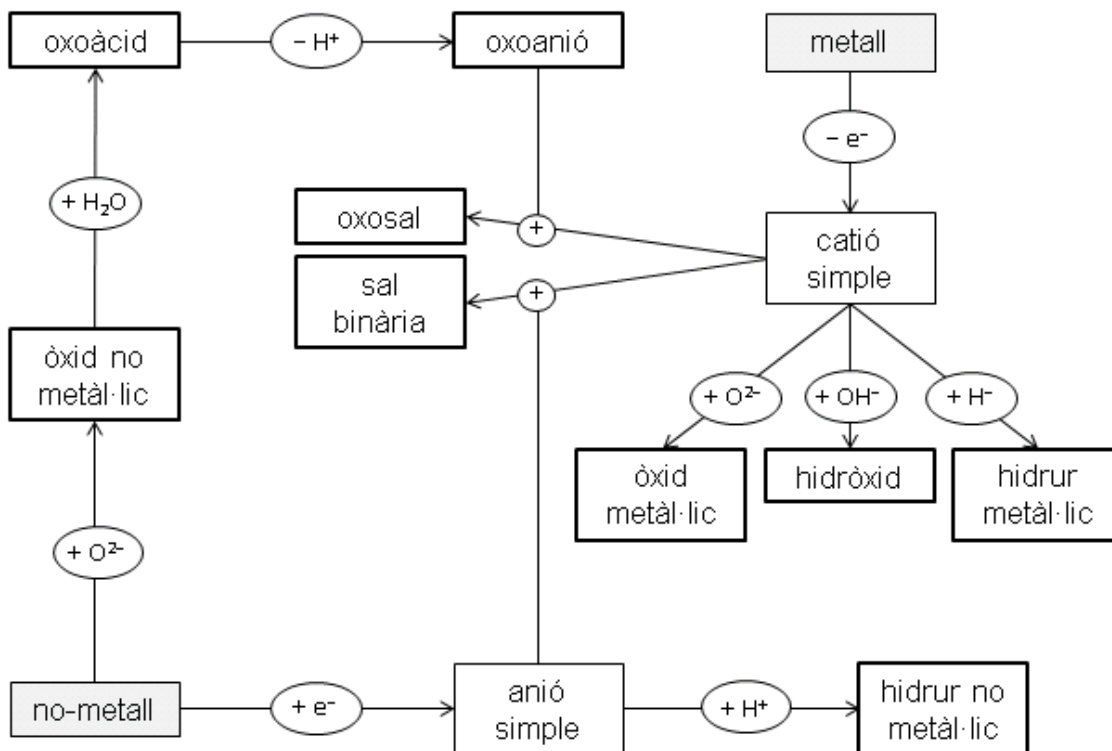 oxoàcid
– H⁺
oxoanió
metall
– e⁻
+ H₂O
oxosal
+
catió
simple
sal
binària
+
òxid no
metàl·lic
+ O²⁻
+ OH⁻
+ H⁻
òxid
metàl·lic
hidròxid
hidrur
metàl·lic
+ O²⁻
no-metall
+ e⁻
anió
simple
+ H⁺
hidrur no
metàl·lic